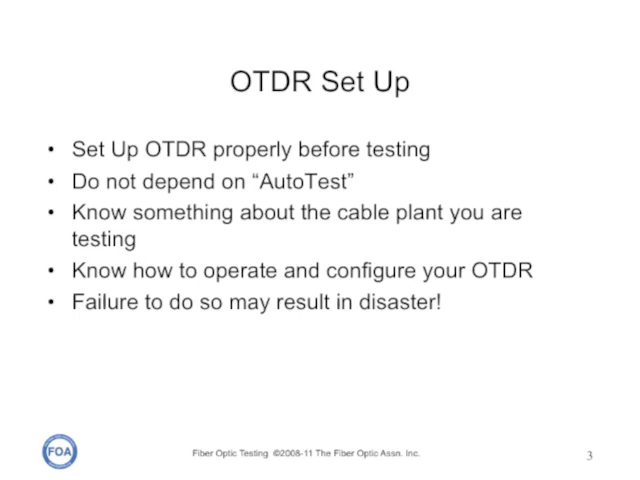 OTDR Set Up
• Set Up OTDR properly before testing
• Do not depend on “AutoTest”
• Know something about the cable plant you are
testing
• Know how to operate and configure your OTDR
• Failure to do so may result in disaster!
FOA
Fiber Optic Testing ©2008-11 The Fiber Optic Assn. Inc.
3